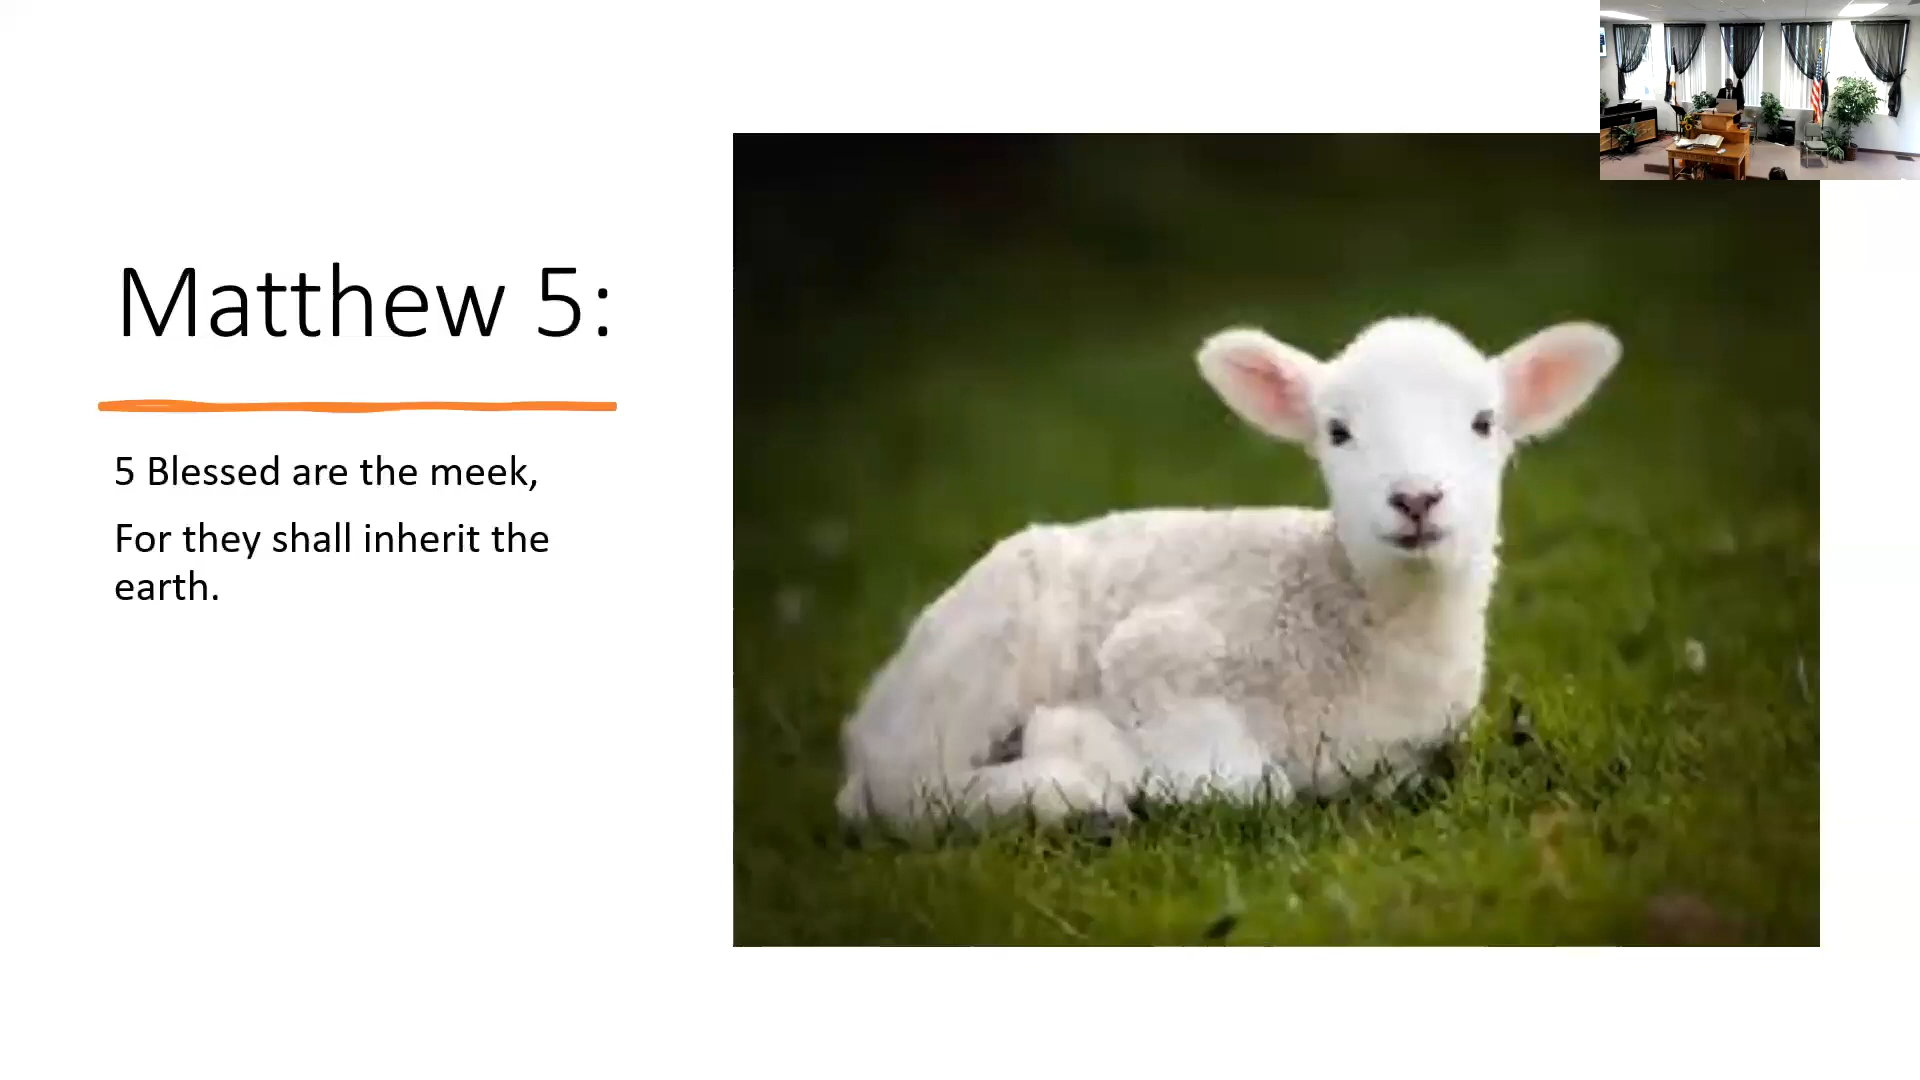 Matthew 5:
5 Blessed are the meek,
For they shall inherit the
earth.